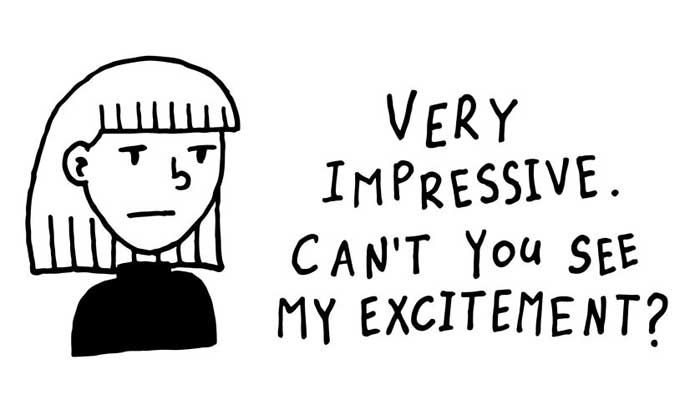 VERY
IMPRESSIVE.
CAN'T YOU SEE
MY EXCITEMENT?